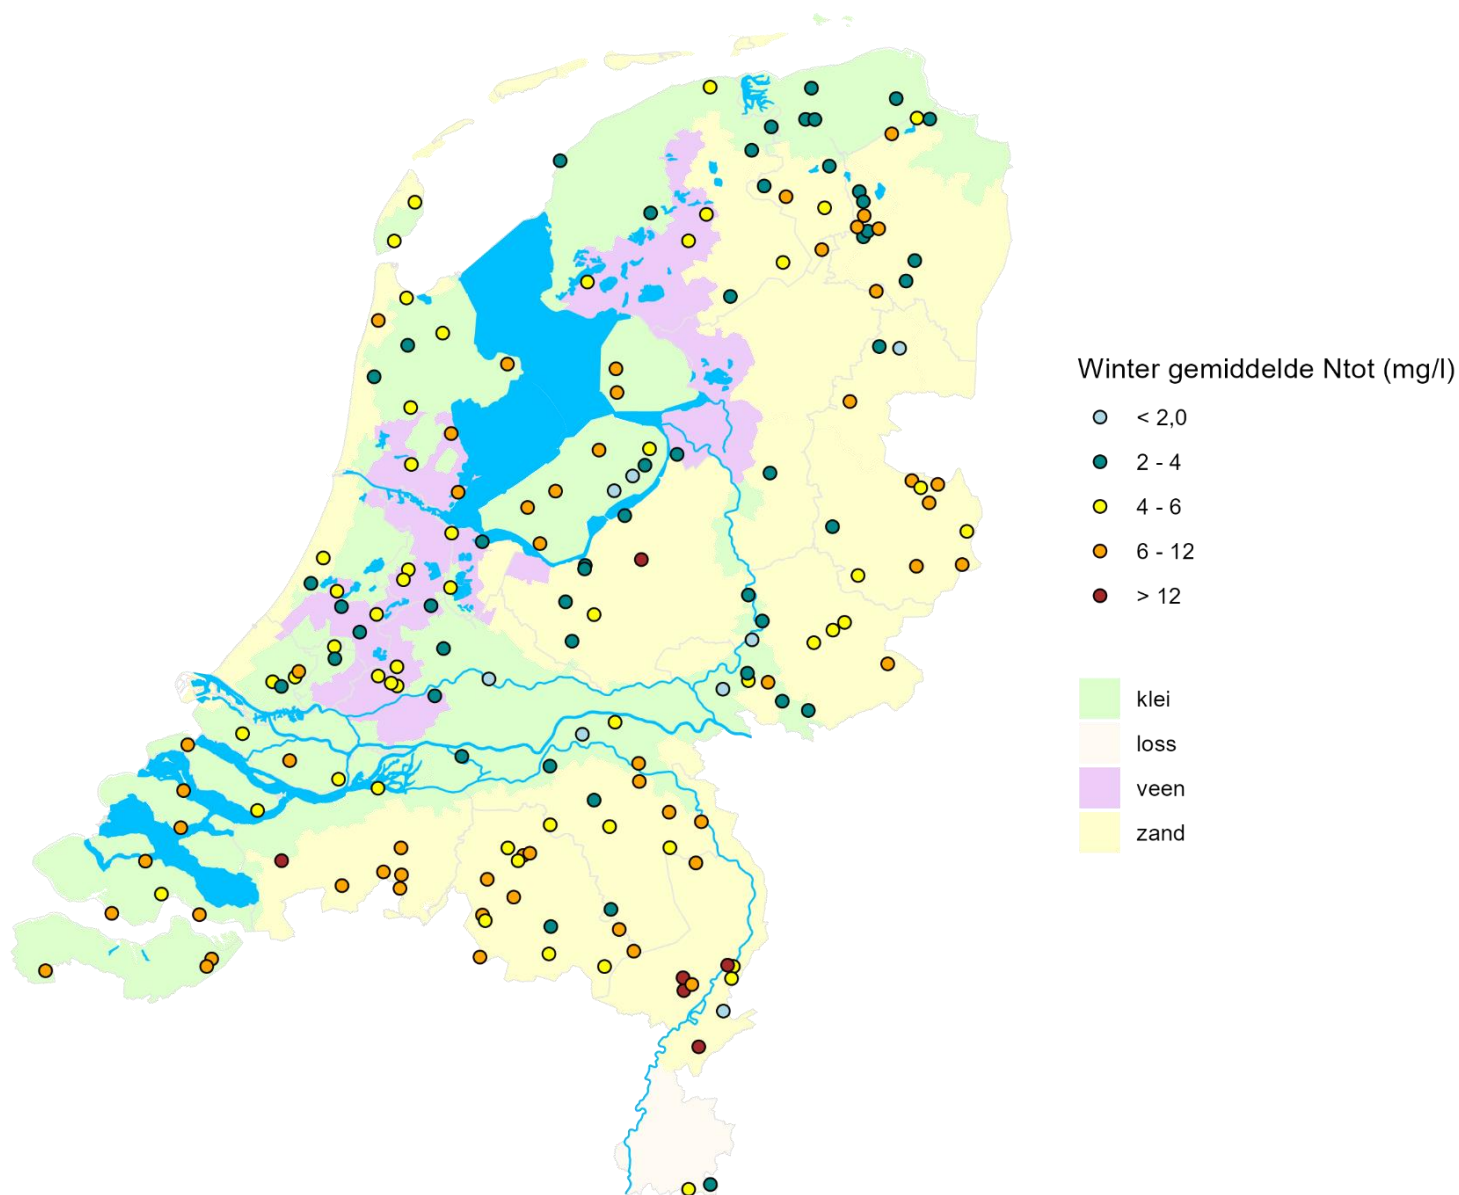 Winter gemiddelde Ntot (mg/l)
< 2,0
2 - 4
4 - 6
6 - 12
> 12
klei
loss
veen
zand